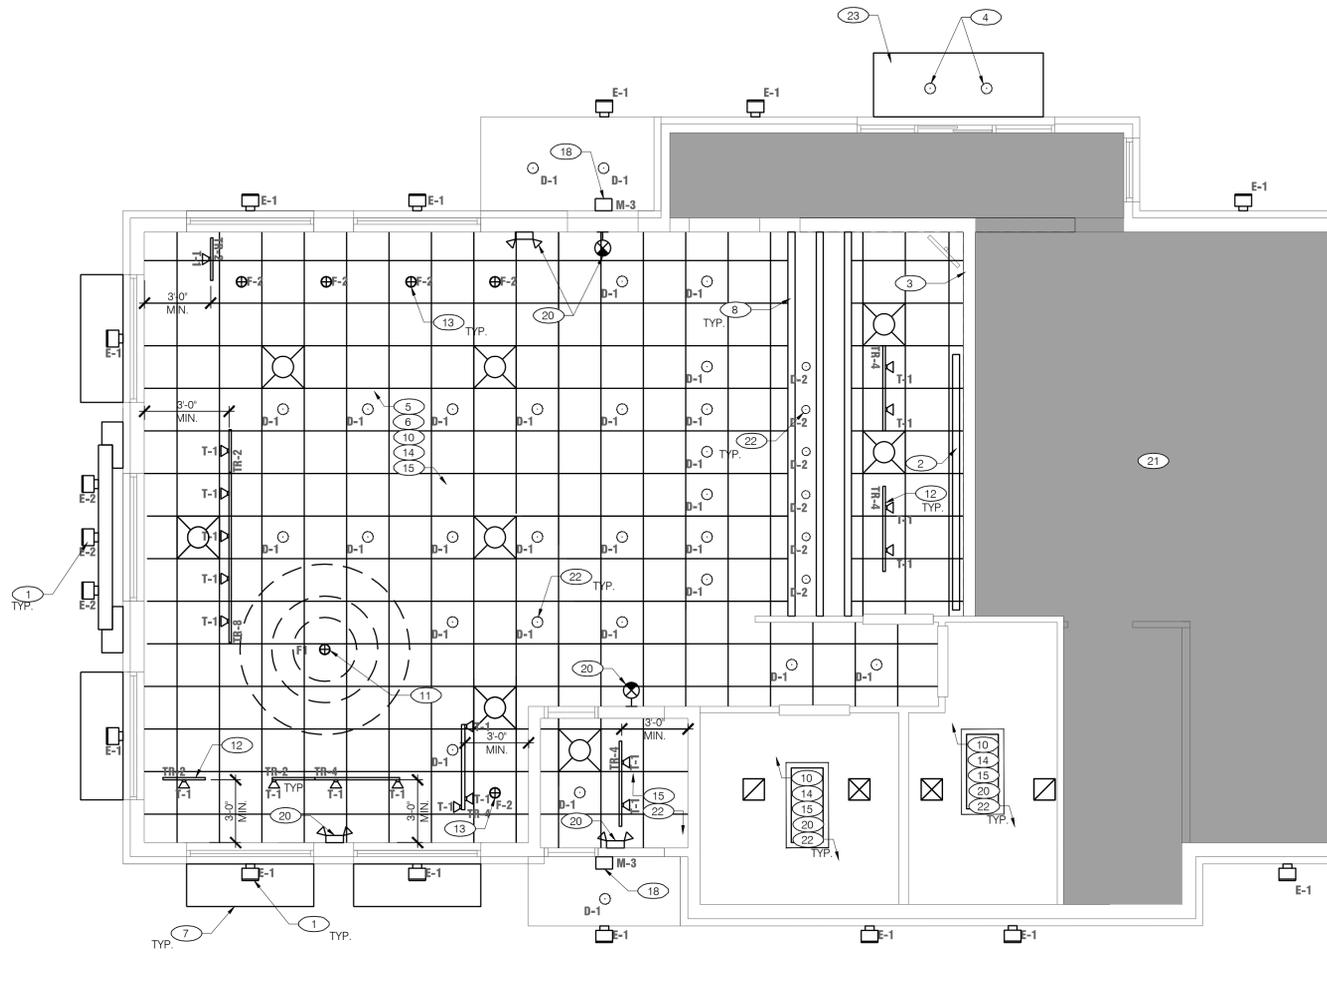 23
4
E-1
E-1
18
D-1
D-1
M-3
E-1
E-1
E-1
TR-2
T-1
3
F-2
F-2
F-2
F-2
D-1
D-1
3'-0"
MIN.
20
13
TYP.
8
TYP.
E-1
TR-4
T-1
D-1
D-2
3'-0"
MIN.
5
6
10
14
15
D-1
D-1
D-1
D-1
D-1
D-1
D-2
T-1
22
TYP.
T-1
TR-2
D-1
D-2
2
21
E-2
T-1
D-1
D-2
TR-4
12
TYP.
T-1
E-2
T-1
D-1
D-1
D-1
D-1
D-1
D-1
D-2
T-1
1
TYP.
E-2
T-1
22
TYP.
D-1
D-2
T-1
TR-8
D-1
D-1
D-1
F1
20
D-1
D-1
11
E-1
T-1
3'-0"
MIN.
3'-0"
MIN.
12
D-1
TR-4
T-1
TR-2
TR-2
TR-4
T-1
TYP
T-1
T-1
T-1
T-1
TR-4
F-2
D-1
T-1
15
22
3'-0"
MIN.
3'-0"
MIN.
20
13
20
10
14
15
20
22
TYP.
10
14
15
20
22
TYP.
E-1
E-1
M-3
18
D-1
E-1
7
TYP.
1
TYP.
E-1
E-1
E-1